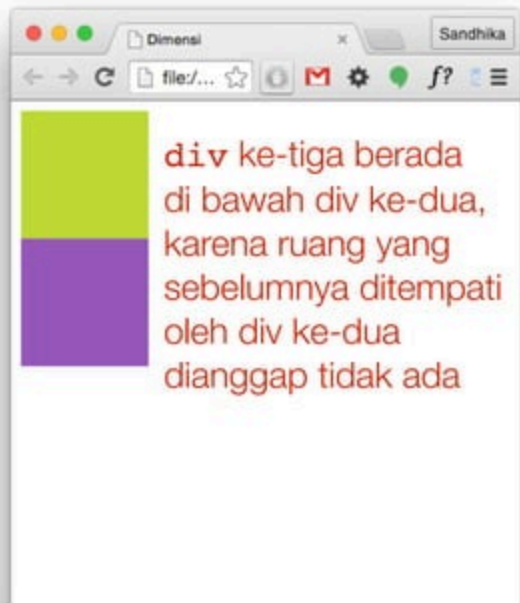 Dimensi
Sandhika
file:/...
f?
div ke-tiga berada
di bawah div ke-dua,
karena ruang yang
sebelumnya ditempati
oleh div ke-dua
dianggap tidak ada